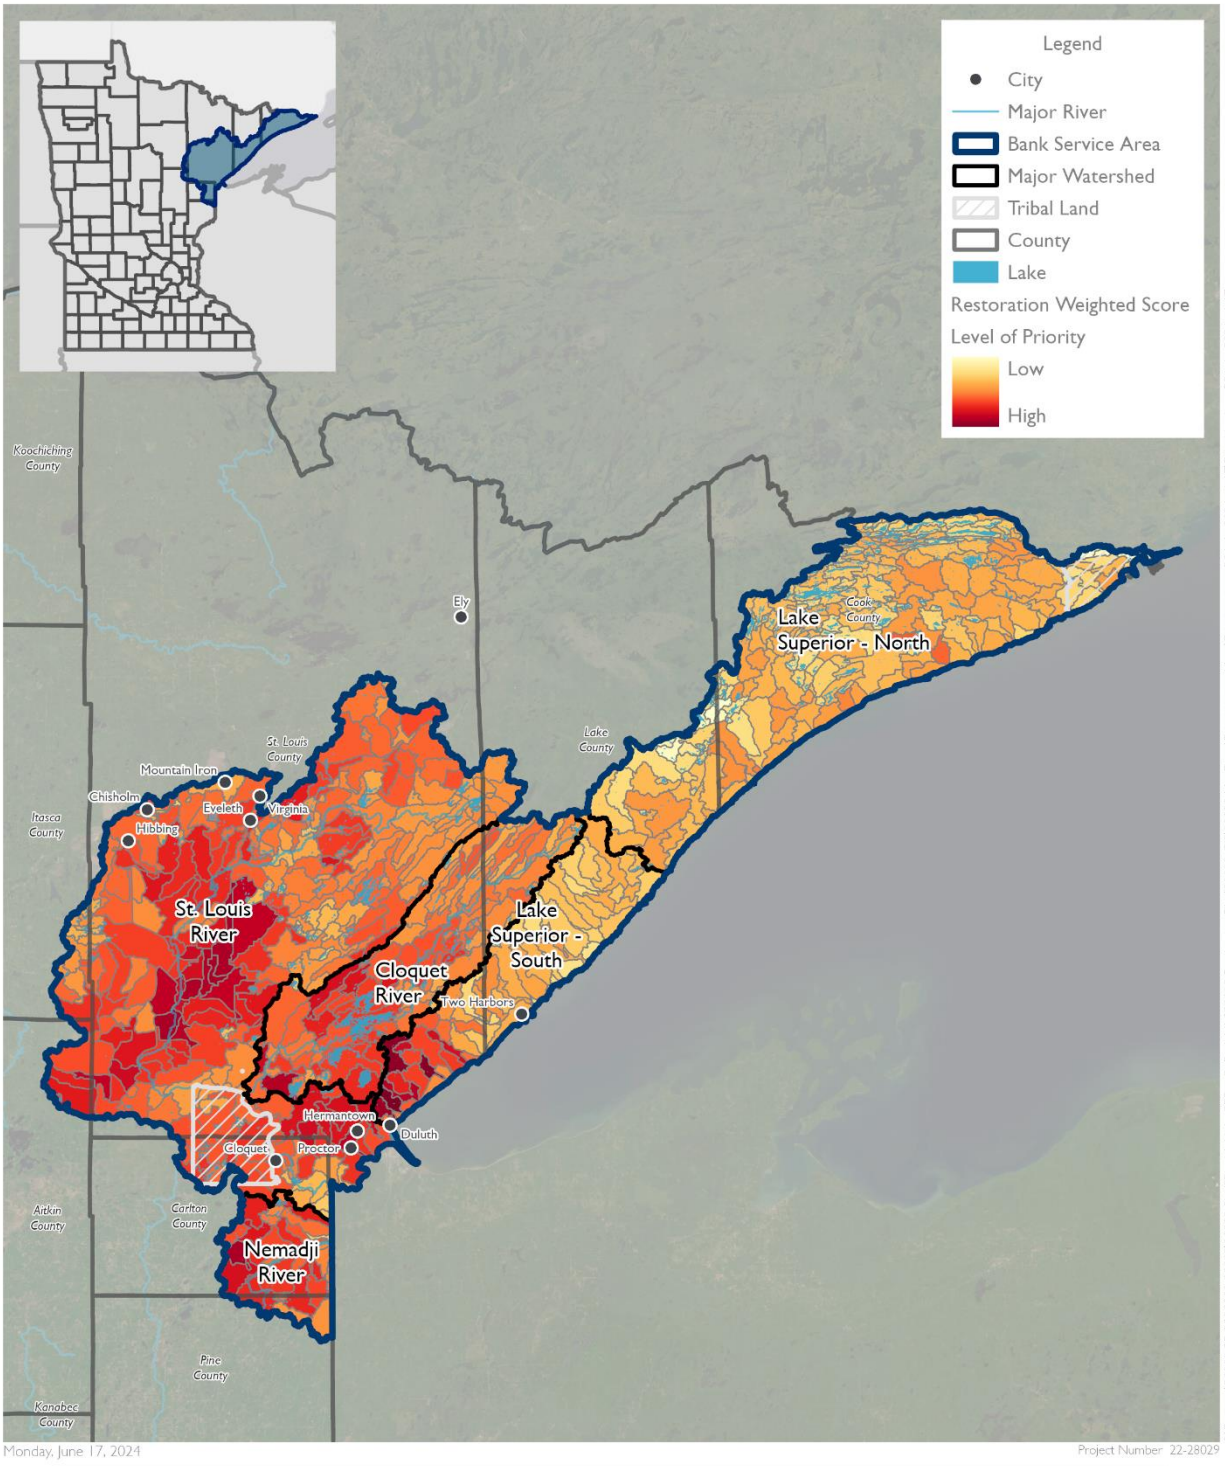 Legend
City
Major River
Bank Service Area
Major Watershed
Tribal Land
County
Lake
Restoration Weighted Score
Level of Priority
Low
High
Koochiching
County
Ely
Cook
County
Lake
Superior - North
St. Louis
County
Lake
County
Mountain Iron
Chisholm
Eveleth
Virginia
Hibbing
Itasca
County
St. Louis
River
Lake
Superior -
South
Cloquet
River
Two Harbors
Hermantown
Duluth
Cloquet
Proctor
Aitkin
County
Carlton
County
Nemadji
River
Pine
County
Kanabec
County
Monday, June 17, 2024
Project Number 22-28029